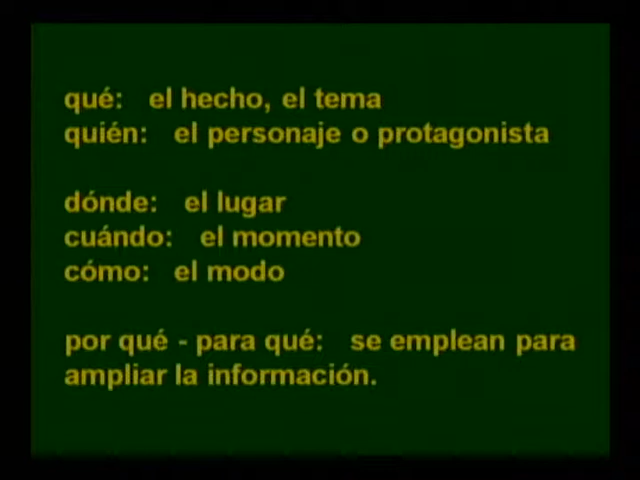 qué: el hecho, el tema
quién: el personaje o protagonista
dónde: el lugar
cuándo: el momento
cómo: el modo
por qué - para qué: se emplean para
ampliar la información.